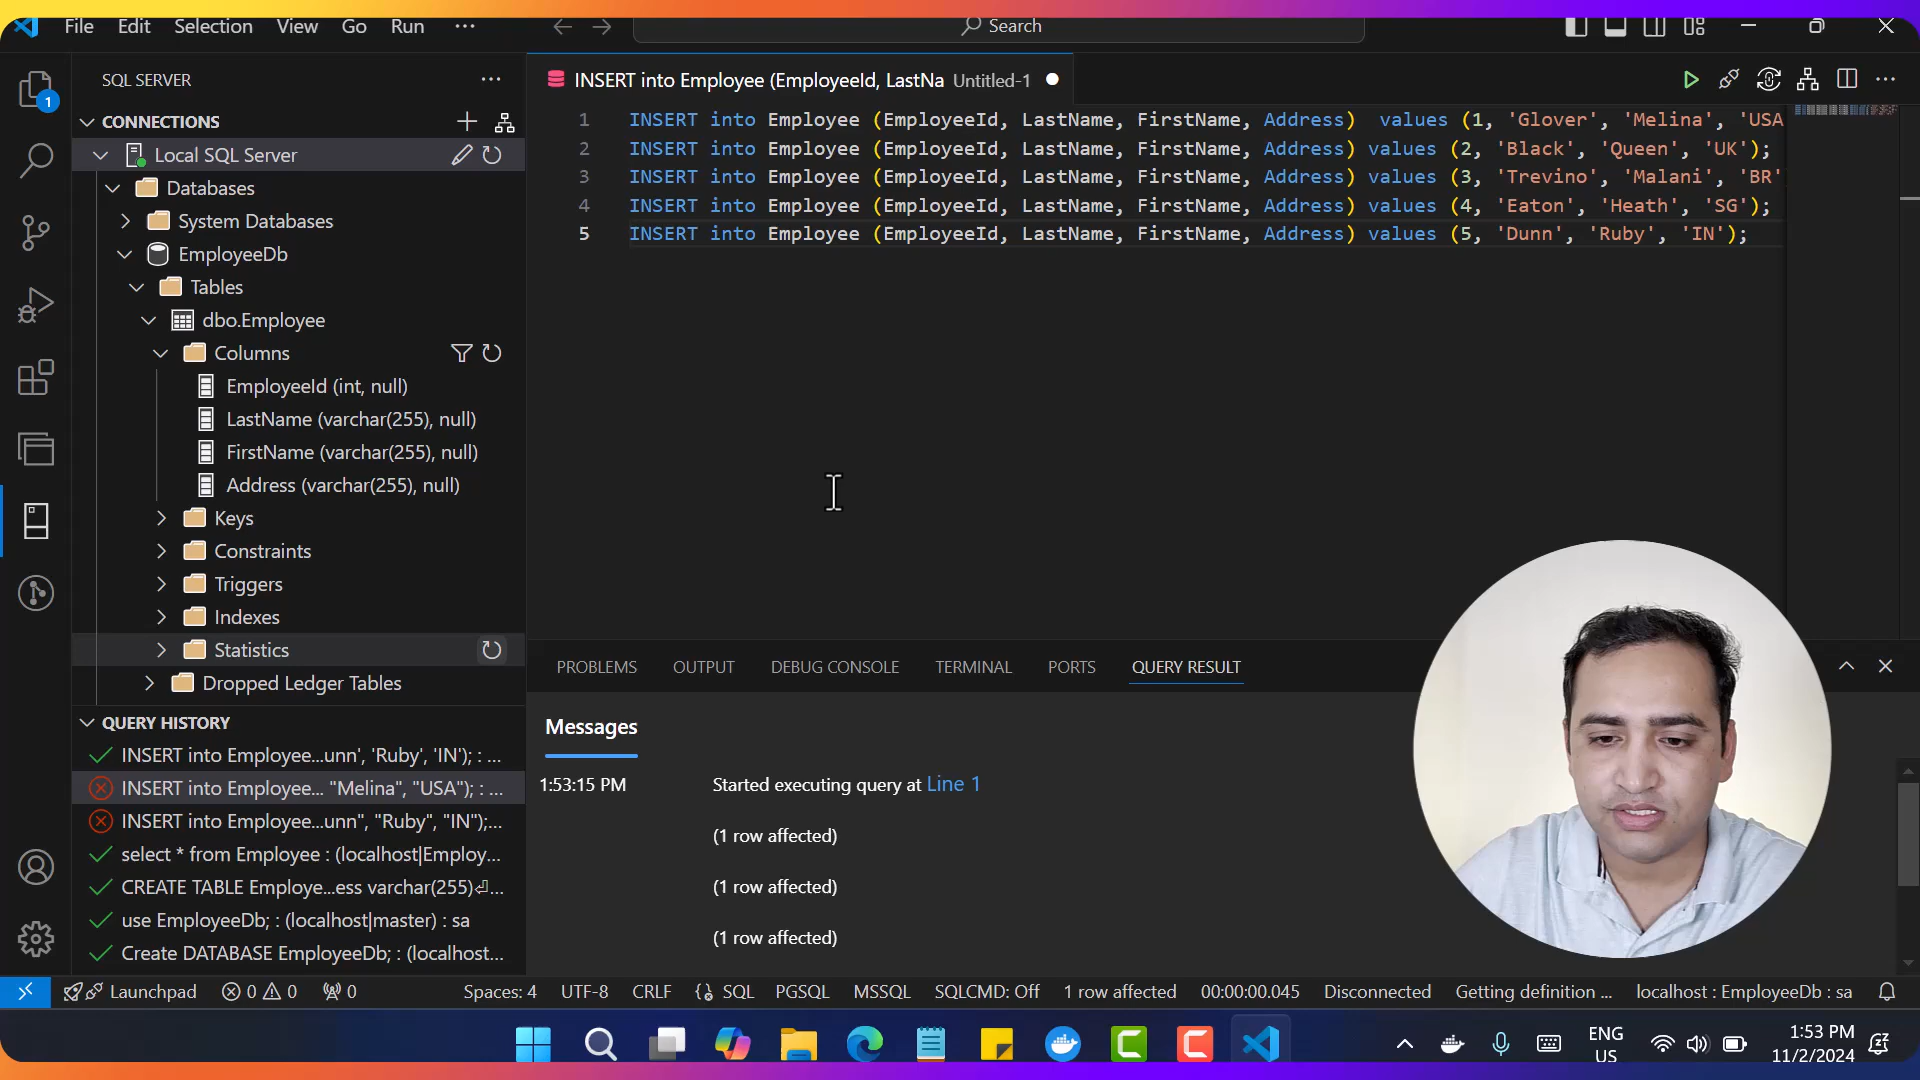 File Edit Selection View Go Run ···
Search
SQL SERVER
CONNECTIONS
Local SQL Server
Databases
System Databases
EmployeeDb
Tables
dbo.Employee
Columns
EmployeeId (int, null)
LastName (varchar(255), null)
FirstName (varchar(255), null)
Address (varchar(255), null)
Keys
Constraints
Triggers
Indexes
Statistics
Dropped Ledger Tables
QUERY HISTORY
INSERT into Employee...unn', 'Ruby', 'IN'); : ...
INSERT into Employee... "Melina", "USA"); : ...
INSERT into Employee...unn", "Ruby", "IN");...
select * from Employee : (localhost|Employ...
CREATE TABLE Employe...ess varchar(255)⏎...
use EmployeeDb; : (localhost|master) : sa
Create DATABASE EmployeeDb; : (localhost...
INSERT into Employee (EmployeeId, LastNa Untitled-1
1 INSERT into Employee (EmployeeId, LastName, FirstName, Address)  values (1, 'Glover', 'Melina', 'USA
2 INSERT into Employee (EmployeeId, LastName, FirstName, Address) values (2, 'Black', 'Queen', 'UK');
3 INSERT into Employee (EmployeeId, LastName, FirstName, Address) values (3, 'Trevino', 'Malani', 'BR'
4 INSERT into Employee (EmployeeId, LastName, FirstName, Address) values (4, 'Eaton', 'Heath', 'SG');
5 INSERT into Employee (EmployeeId, LastName, FirstName, Address) values (5, 'Dunn', 'Ruby', 'IN');
PROBLEMS OUTPUT DEBUG CONSOLE TERMINAL PORTS QUERY RESULT
Messages
1:53:15 PM Started executing query at Line 1
(1 row affected)
(1 row affected)
(1 row affected)
1
Launchpad 0 0 0 Spaces: 4 UTF-8 CRLF SQL PGSQL MSSQL SQLCMD: Off 1 row affected 00:00:00.045 Disconnected Getting definition ... localhost : EmployeeDb : sa
ENG
US
1:53 PM
11/2/2024